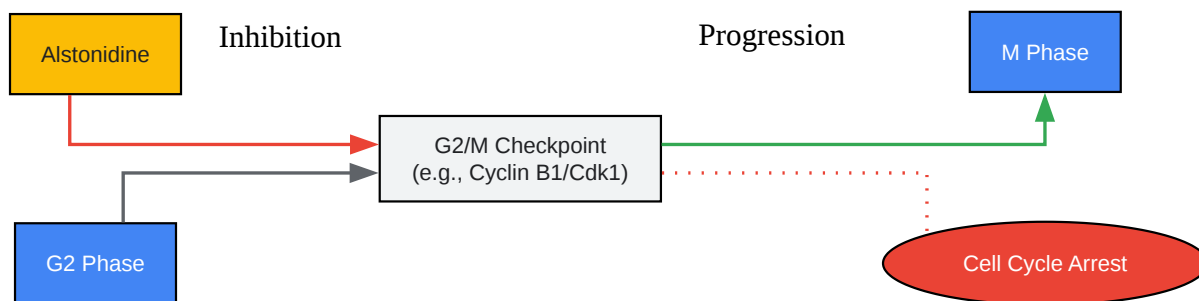 Alstonidine
Inhibition
Progression
M Phase
G2/M Checkpoint
(e.g., Cyclin B1/Cdk1)
G2 Phase
Cell Cycle Arrest